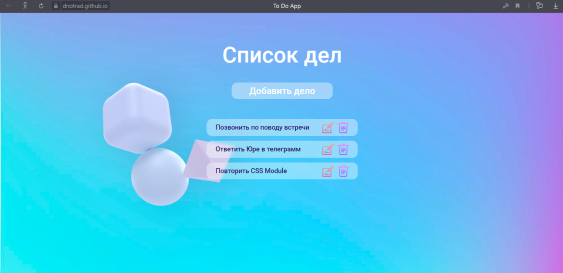 dnotrad.github.io
To Do App
Список дел
Добавить дело
Позвонить по поводу встречи
Ответить Юре в телеграмм
Повторить CSS Module